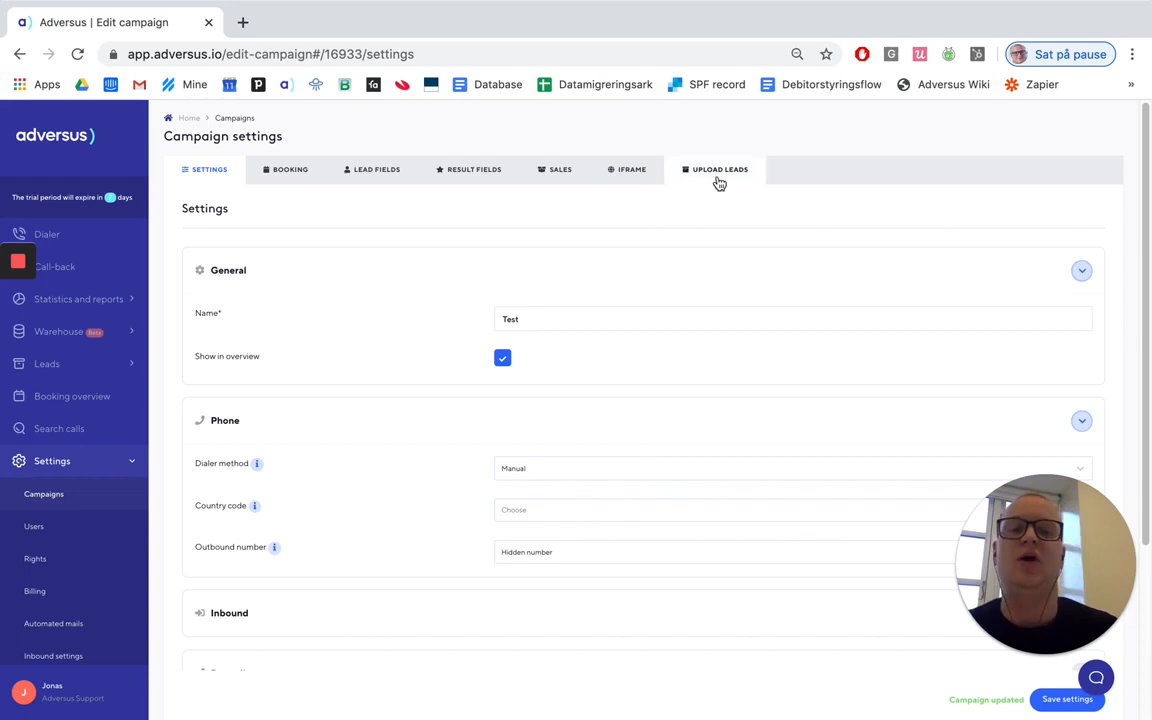 a) Adversus | Edit campaign
app.adversus.io/edit-campaign#/16933/settings
Sat på pause
Apps Mine Database Datamigreringsark SPF record Debitorstyringsflow Adversus Wiki Zapier »
adversus)
The trial period will expire in days
Dialer
Call-back
Statistics and reports
Warehouse Beta
Leads
Booking overview
Search calls
Settings
Campaigns
Users
Rights
Billing
Automated mails
Inbound settings
J
Jonas
Adversus Support
Home > Campaigns
Campaign settings
SETTINGS BOOKING LEAD FIELDS RESULT FIELDS SALES IFRAME UPLOAD LEADS
Settings
General
Name* Test
Show in overview
Phone
Dialer method i Manual
Country code i Choose
Outbound number i Hidden number
Inbound
Campaign updated Save settings